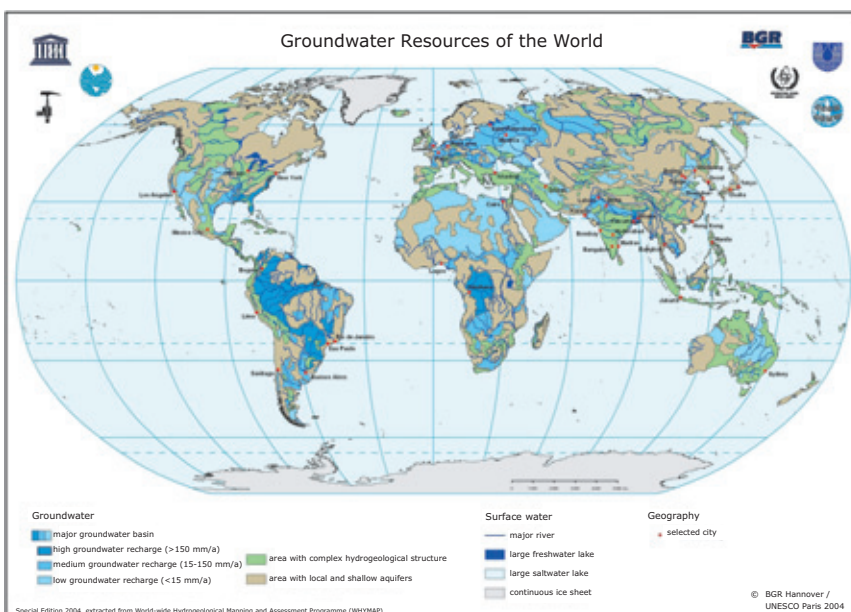 Groundwater Resources of the World
BGR
New York
Los Angeles
Mexico City
Bogota
Lima
Rio de Janeiro
Sao Paulo
Santiago
Buenos Aires
Cairo
Lagos
Istanbul
Bombay
Bangalore
Madras
Bangkok
Hong Kong
Manila
Jakarta
Tokyo
Osaka
Sydney
Groundwater
major groundwater basin
high groundwater recharge (>150 mm/a)
medium groundwater recharge (15-150 mm/a)
low groundwater recharge (<15 mm/a)
area with complex hydrogeological structure
area with local and shallow aquifers
Surface water
major river
large freshwater lake
large saltwater lake
continuous ice sheet
Geography
selected city
Special Edition 2004, extracted from World-wide Hydrogeological Mapping and Assessment Programme (WHYMAP)
© BGR Hannover /
UNESCO Paris 2004